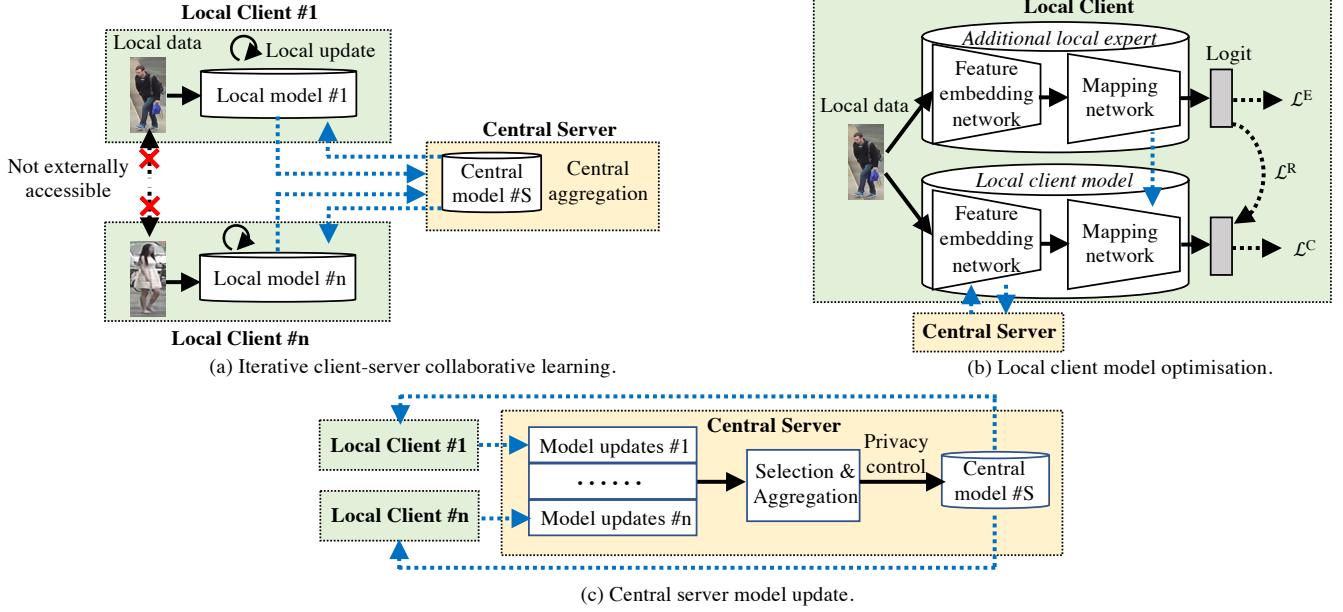 Local Client #1
Local data
Local update
Local model #1
Not externally
accessible
Central Server
Central
model #S
Central
aggregation
Local model #n
Local Client #n
(a) Iterative client-server collaborative learning.
Local Client
Additional local expert
Feature
embedding
network
Mapping
network
Logit
Local data
ℒᴱ
ℒᴿ
Local client model
Feature
embedding
network
Mapping
network
ℒᶜ
Central Server
(b) Local client model optimisation.
Local Client #1
Local Client #n
Central Server
Model updates #1
......
Model updates #n
Selection &
Aggregation
Privacy
control
Central
model #S
(c) Central server model update.